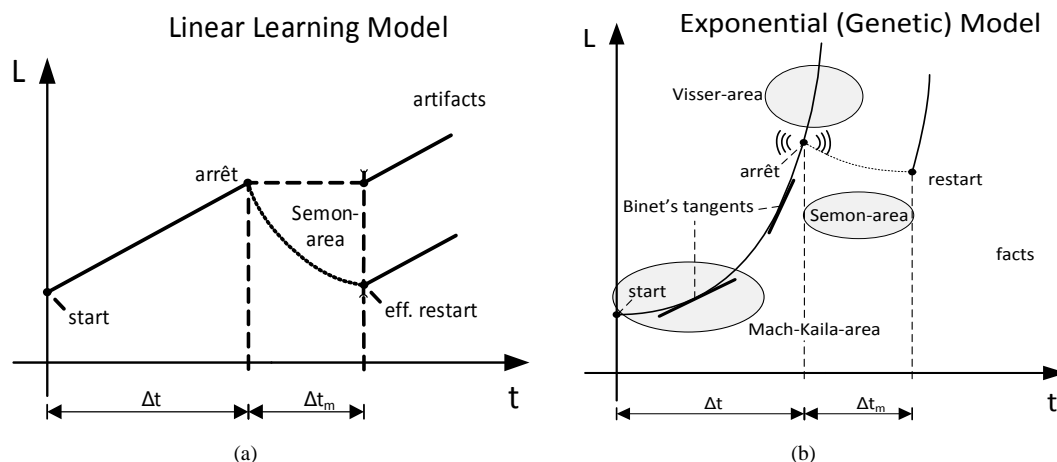 Linear Learning Model
L
artifacts
arrêt
Semon-
area
start
eff. restart
t
Δt
Δtm
(a)
Exponential (Genetic) Model
L
Visser-area
arrêt
restart
Binet's tangents
Semon-area
facts
start
Mach-Kaila-area
t
Δt
Δtm
(b)